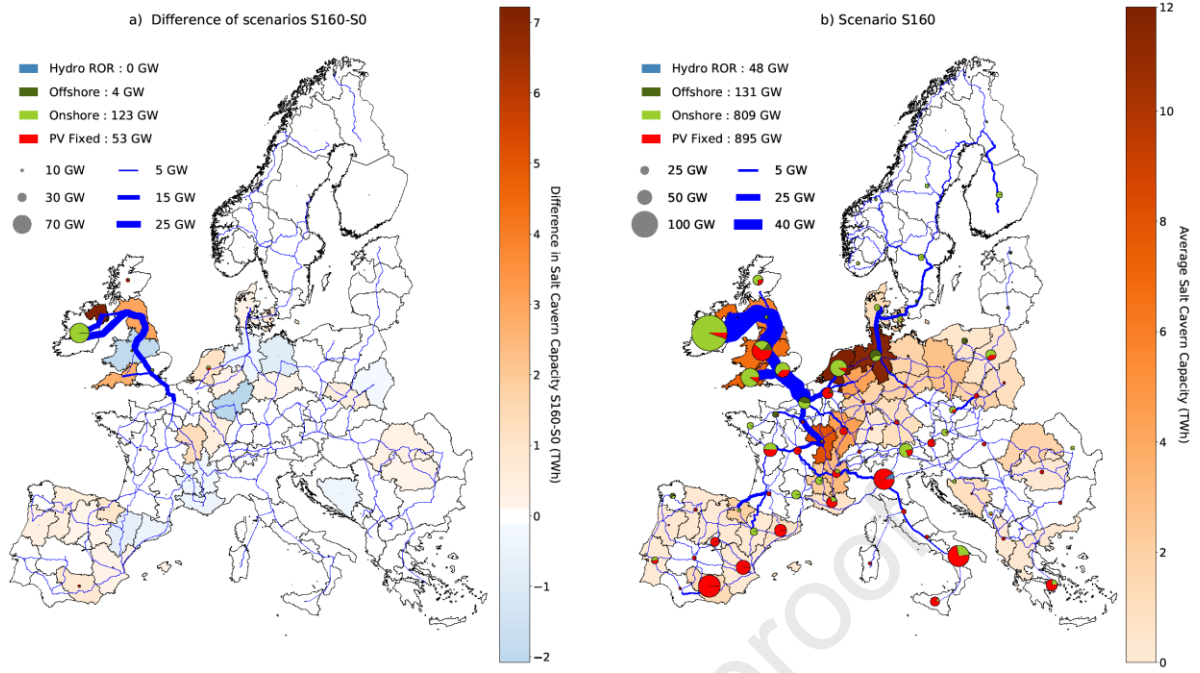 a) Difference of scenarios S160-S0
Hydro ROR : 0 GW
Offshore : 4 GW
Onshore : 123 GW
PV Fixed : 53 GW
10 GW 5 GW
30 GW 15 GW
70 GW 25 GW
7
6
5
4
3
2
1
0
−1
−2
Difference in Salt Cavern Capacity S160-S0 (TWh)
b) Scenario S160
Hydro ROR : 48 GW
Offshore : 131 GW
Onshore : 809 GW
PV Fixed : 895 GW
25 GW 5 GW
50 GW 25 GW
100 GW 40 GW
12
10
8
6
4
2
0
Average Salt Cavern Capacity (TWh)